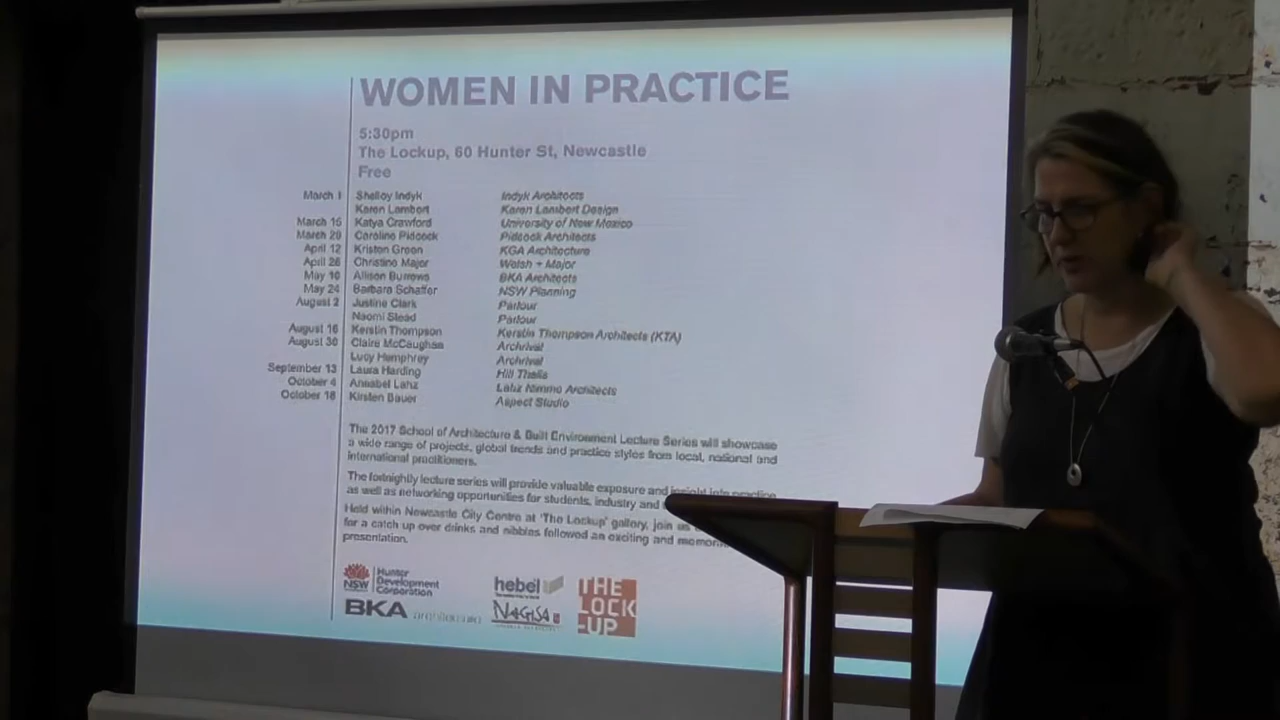 WOMEN IN PRACTICE
5:30pm
The Lockup, 60 Hunter St, Newcastle
Free
March 1 Shelley Indyk Indyk Architects
Karen Lambert Karen Lambert Design
March 15 Katya Crawford University of New Mexico
March 29 Caroline Pidcock Pidcock Architects
April 12 Kristen Green KGA Architecture
April 26 Christine Major Welsh + Major
May 10 Allison Burrows BKA Architects
May 24 Barbara Schaffer NSW Planning
August 2 Justine Clark Parlour
Naomi Stead Parlour
August 16 Kerstin Thompson Kerstin Thompson Architects (KTA)
August 30 Claire McCaughan Archrival
Lucy Humphrey Archrival
September 13 Laura Harding Hill Thalis
October 4 Annabel Lahz Lahz Nimmo Architects
October 18 Kirsten Bauer Aspect Studio
The 2017 School of Architecture & Built Environment Lecture Series will showcase
a wide range of projects, global trends and practice styles from local, national and
international practitioners.
The fortnightly lecture series will provide valuable exposure and insight into practice
as well as networking opportunities for students, industry and
Held within Newcastle City Centre at 'The Lockup' gallery, join us
for a catch up over drinks and nibbles followed an exciting and
presentation.
NSW Hunter
Development
Corporation
hebel
THE
LOCK
-UP
BKA architecture
NAGISA